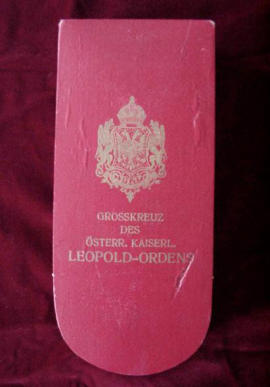 GROSSKREUZ
DES
ÖSTERR. KAISERL.
LEOPOLD-ORDENS